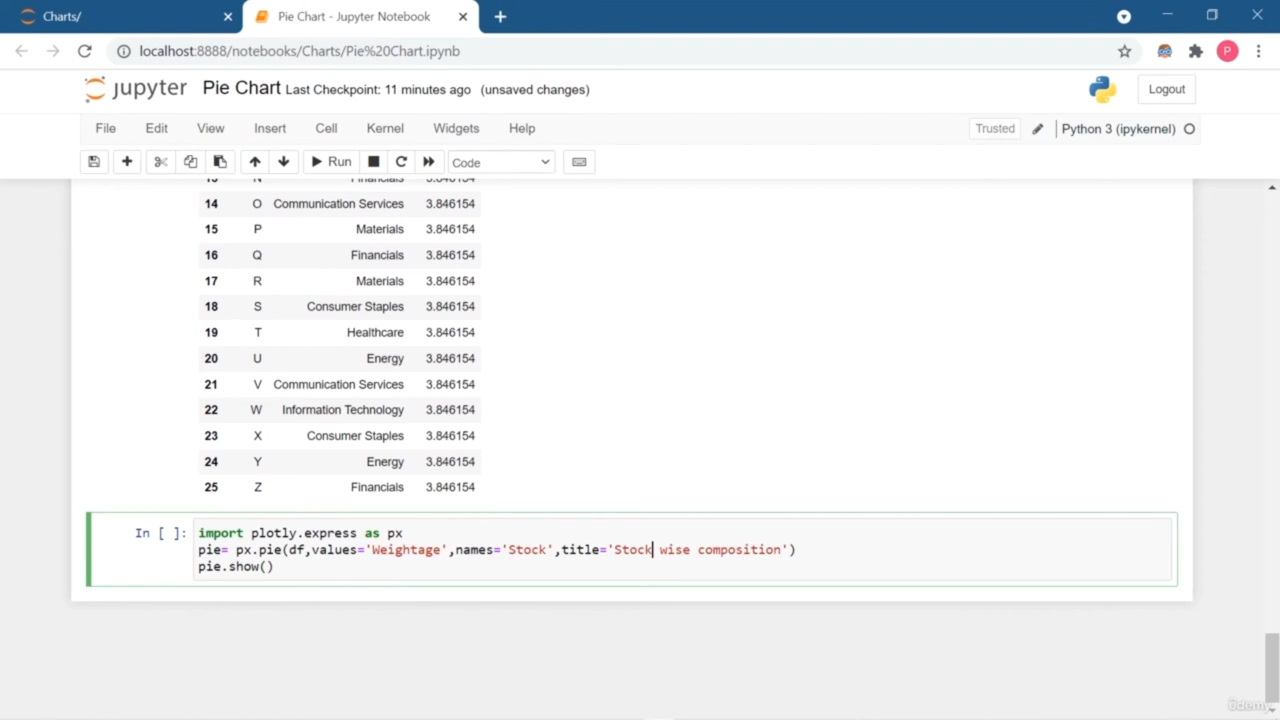 Charts/
Pie Chart - Jupyter Notebook
localhost:8888/notebooks/Charts/Pie%20Chart.ipynb
P
jupyter Pie Chart Last Checkpoint: 11 minutes ago (unsaved changes)
Logout
File Edit View Insert Cell Kernel Widgets Help
Trusted Python 3 (ipykernel)
Run Code
13 N Financials 3.846154
14 O Communication Services 3.846154
15 P Materials 3.846154
16 Q Financials 3.846154
17 R Materials 3.846154
18 S Consumer Staples 3.846154
19 T Healthcare 3.846154
20 U Energy 3.846154
21 V Communication Services 3.846154
22 W Information Technology 3.846154
23 X Consumer Staples 3.846154
24 Y Energy 3.846154
25 Z Financials 3.846154
In [ ]: import plotly.express as px
pie= px.pie(df,values='Weightage',names='Stock',title='Stock wise composition')
pie.show()
ûdemy